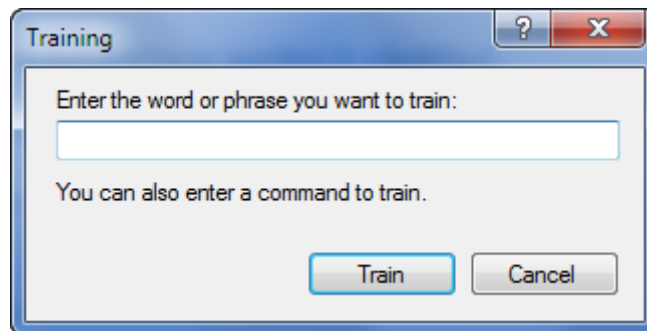 Training
Enter the word or phrase you want to train:
You can also enter a command to train.
Train
Cancel